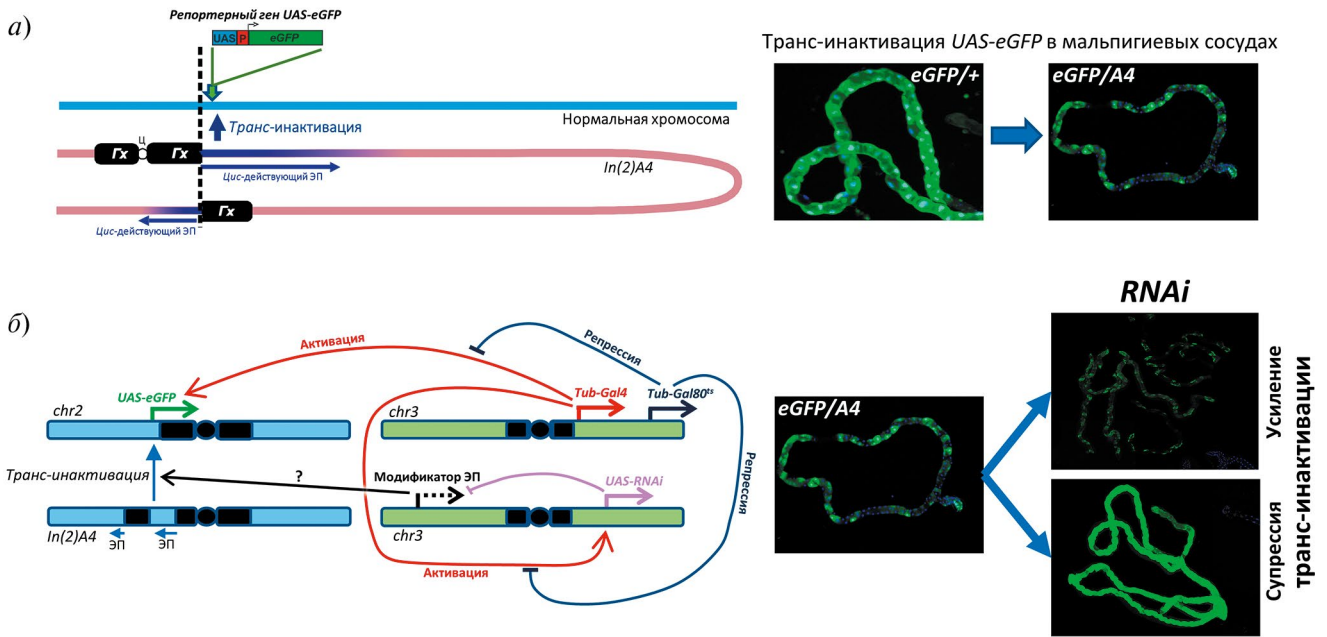 а)
Репортерный ген UAS-eGFP
UAS P eGFP
Транс-инактивация
Нормальная хромосома
Гх Ц Гх
In(2)A4
Цис-действующий ЭП
Гх
Цис-действующий ЭП
Транс-инактивация UAS-eGFP в мальпигиевых сосудах
eGFP/+
eGFP/A4
б)
Активация
Репрессия
UAS-eGFP
Tub-Gal4
Tub-Gal80ts
chr2
chr3
Транс-инактивация
?
Модификатор ЭП
UAS-RNAi
Репрессия
In(2)A4
ЭП
ЭП
chr3
Активация
eGFP/A4
RNAi
Усиление
Супрессия
транс-инактивации